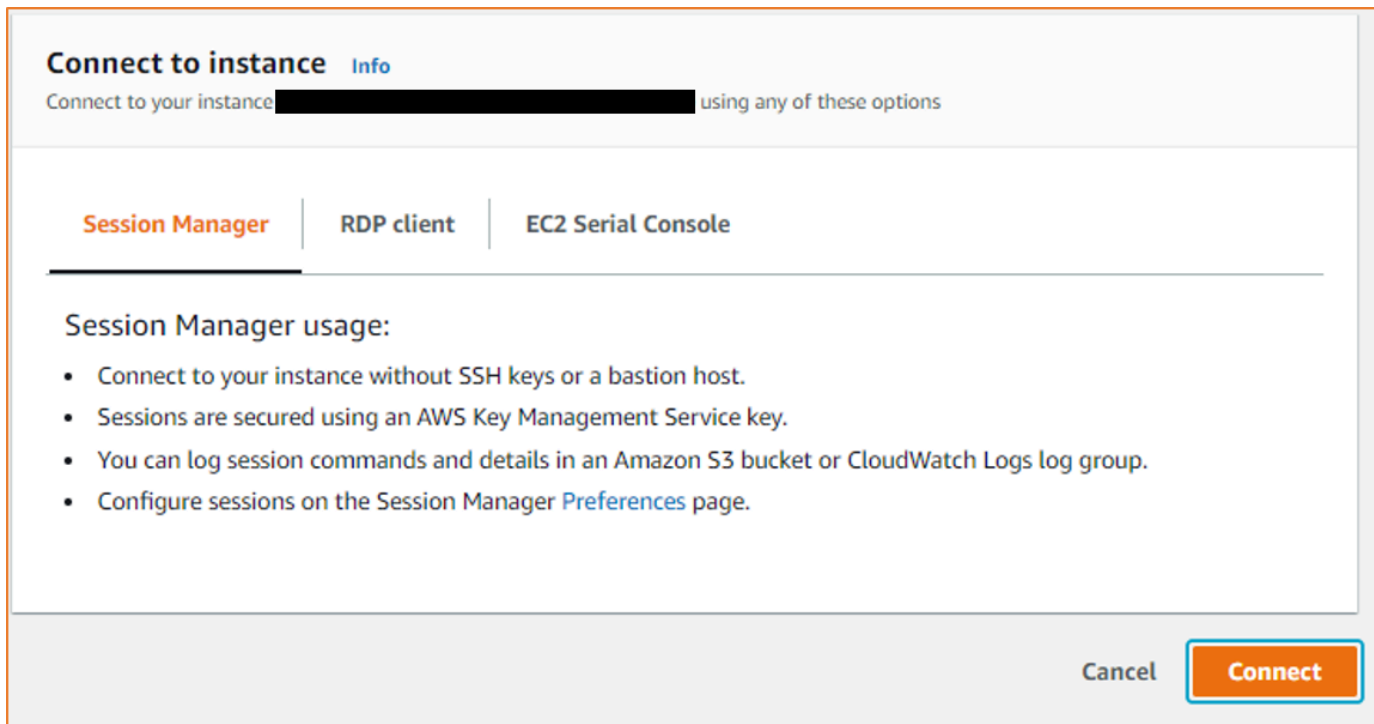 Connect to instance Info
Connect to your instance using any of these options
Session Manager RDP client EC2 Serial Console
Session Manager usage:
• Connect to your instance without SSH keys or a bastion host.
• Sessions are secured using an AWS Key Management Service key.
• You can log session commands and details in an Amazon S3 bucket or CloudWatch Logs log group.
• Configure sessions on the Session Manager Preferences page.
Cancel Connect